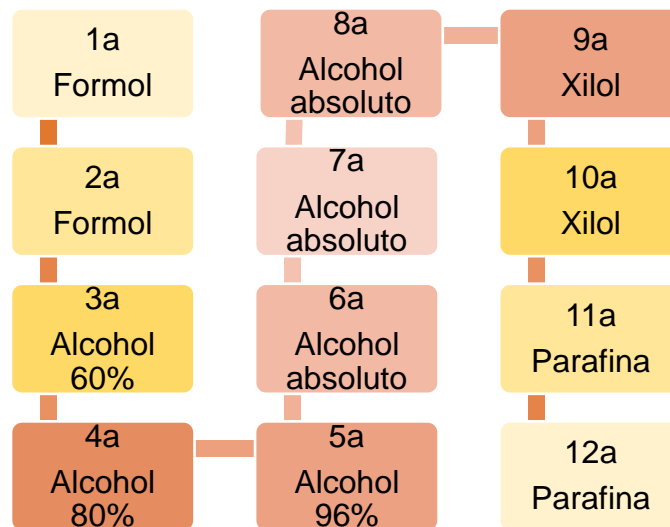 1a
Formol
2a
Formol
3a
Alcohol
60%
4a
Alcohol
80%
5a
Alcohol
96%
6a
Alcohol
absoluto
7a
Alcohol
absoluto
8a
Alcohol
absoluto
9a
Xilol
10a
Xilol
11a
Parafina
12a
Parafina